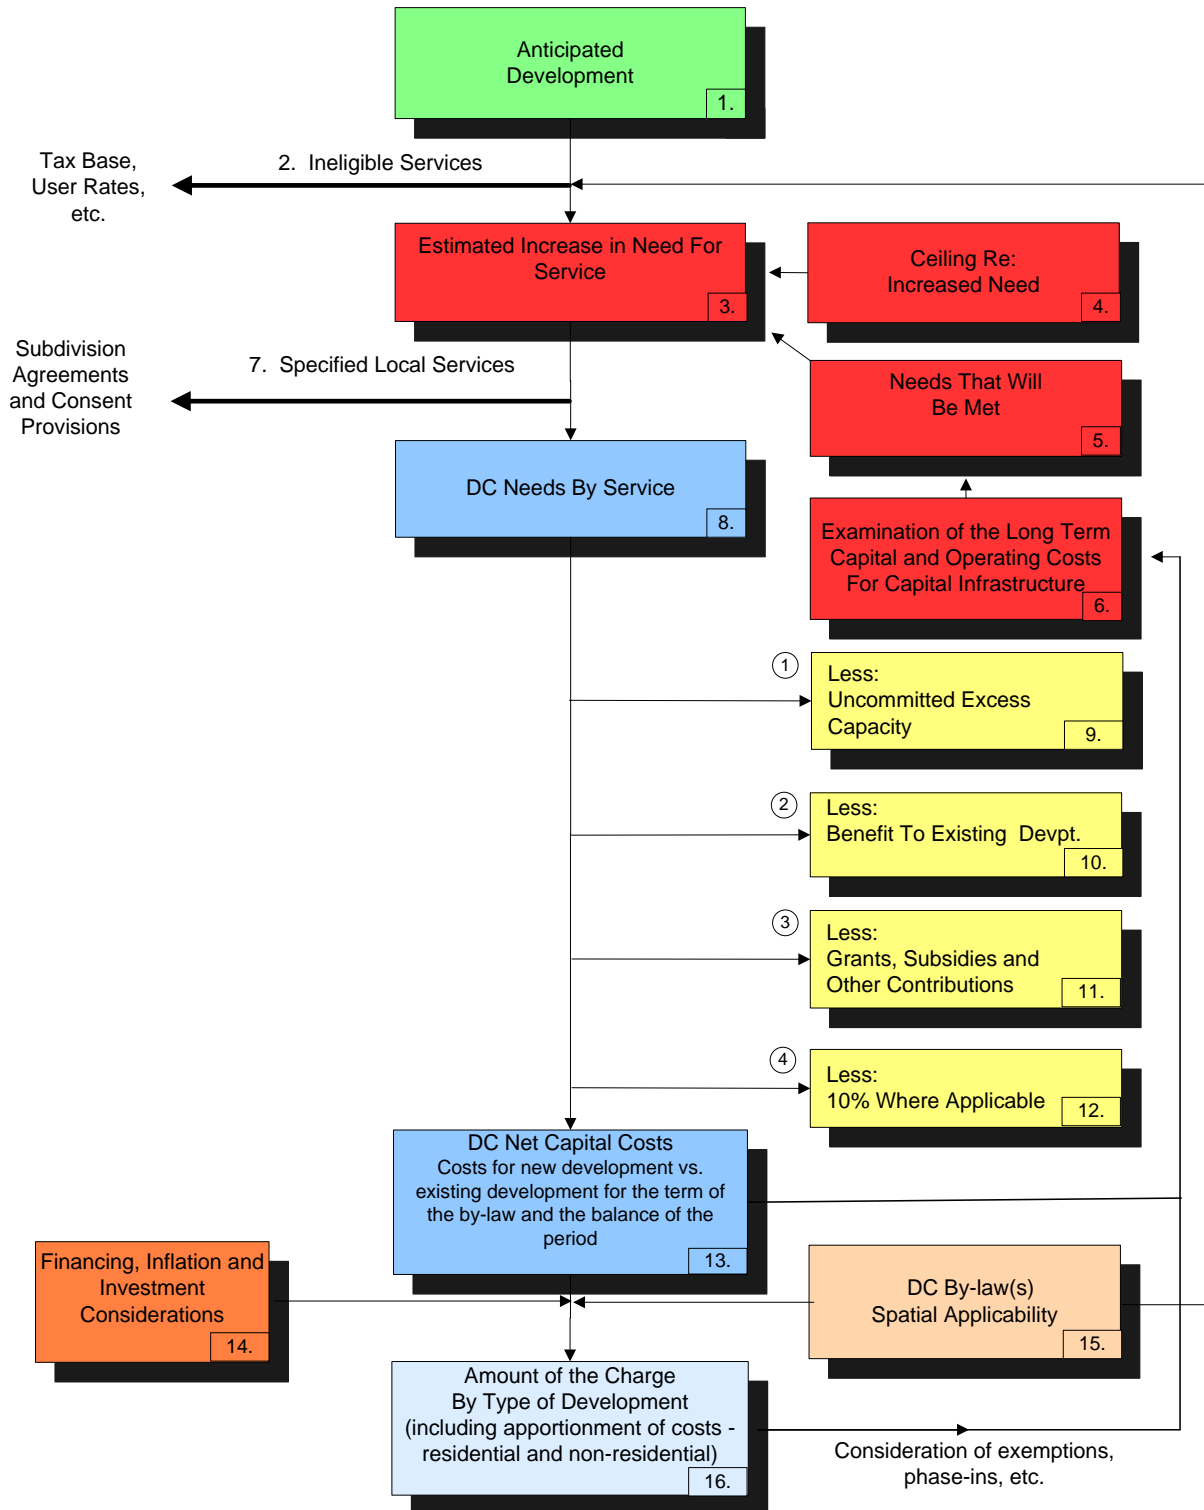 Anticipated
Development
1.
Tax Base,
User Rates,
etc.
2. Ineligible Services
Estimated Increase in Need For
Service
3.
Ceiling Re:
Increased Need
4.
Subdivision
Agreements
and Consent
Provisions
7. Specified Local Services
Needs That Will
Be Met
5.
DC Needs By Service
8.
Examination of the Long Term
Capital and Operating Costs
For Capital Infrastructure
6.
1
Less:
Uncommitted Excess
Capacity
9.
2
Less:
Benefit To Existing Devpt.
10.
3
Less:
Grants, Subsidies and
Other Contributions
11.
4
Less:
10% Where Applicable
12.
DC Net Capital Costs
Costs for new development vs.
existing development for the term of
the by-law and the balance of the
period
13.
Financing, Inflation and
Investment
Considerations
14.
DC By-law(s)
Spatial Applicability
15.
Amount of the Charge
By Type of Development
(including apportionment of costs -
residential and non-residential)
16.
Consideration of exemptions,
phase-ins, etc.